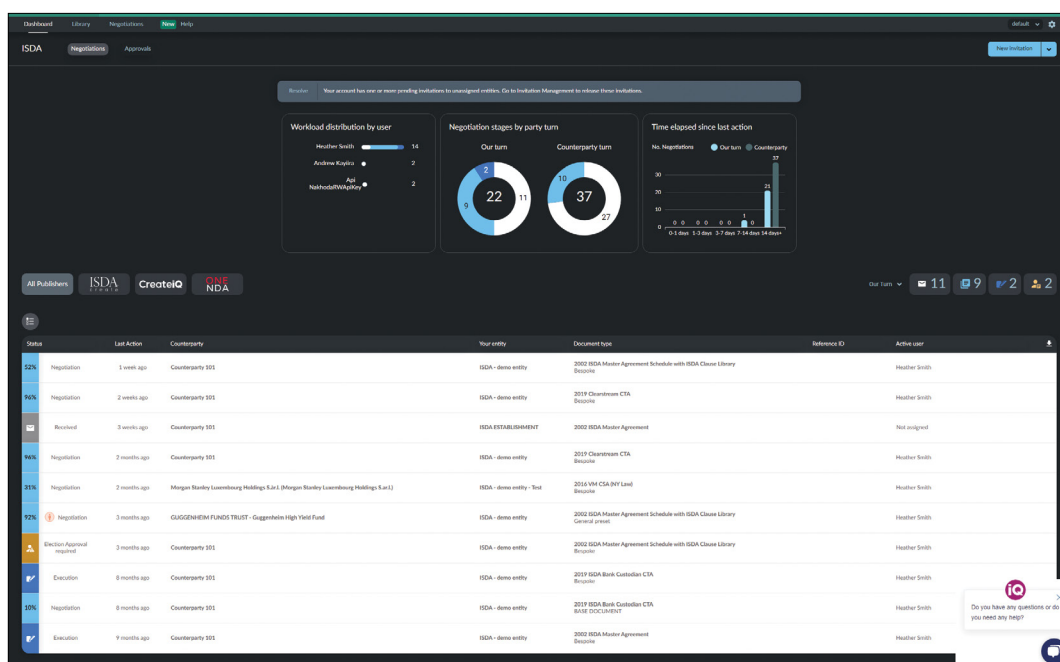 Dashboard Library Negotiations New Help default
ISDA Negotiations Approvals New Invitation
Resolve Your account has one or more pending invitations to unassigned entities. Go to Invitation Management to release these invitations.
Workload distribution by user
Heather Smith 14
Andrew Kayiira 2
Api
NakhodaRWApiKey 2
Negotiation stages by party turn
Our turn Counterparty turn
2
9 22 11
10
37
27
Time elapsed since last action
No. Negotiations Our turn Counterparty
37
30
20 21
10
0 0 0 0 0 0 0 1 0
0-1 days 1-3 days 3-7 days 7-14 days 14 days+
All Publishers ISDA create CreateiQ ONE NDA Our Turn 11 9 2 2
Status Last Action Counterparty Your entity Document type Reference ID Active user
52% Negotiation 1 week ago Counterparty 101 ISDA - demo entity 2002 ISDA Master Agreement Schedule with ISDA Clause Library Heather Smith
Bespoke
96% Negotiation 2 weeks ago Counterparty 101 ISDA - demo entity 2019 Clearstream CTA Heather Smith
Bespoke
Received 3 weeks ago Counterparty 101 ISDA ESTABLISHMENT 2002 ISDA Master Agreement Not assigned
96% Negotiation 2 months ago Counterparty 101 ISDA - demo entity 2019 Clearstream CTA Heather Smith
Bespoke
31% Negotiation 2 months ago Morgan Stanley Luxembourg Holdings S.à r.l. (Morgan Stanley Luxembourg Holdings S.a r.l.) ISDA - demo entity - Test 2016 VM CSA (NY Law) Heather Smith
Bespoke
92% Negotiation 3 months ago GUGGENHEIM FUNDS TRUST - Guggenheim High Yield Fund ISDA - demo entity 2002 ISDA Master Agreement Schedule with ISDA Clause Library Heather Smith
General preset
Election Approval
required 3 months ago Counterparty 101 ISDA - demo entity 2002 ISDA Master Agreement Schedule with ISDA Clause Library Heather Smith
Bespoke
Execution 8 months ago Counterparty 101 ISDA - demo entity 2019 ISDA Bank Custodian CTA Heather Smith
Bespoke
10% Negotiation 8 months ago Counterparty 101 ISDA - demo entity 2019 ISDA Bank Custodian CTA Heather Smith
BASE DOCUMENT
Execution 9 months ago Counterparty 101 ISDA - demo entity 2002 ISDA Master Agreement Heather Smith
Bespoke
iQ
Do you have any questions or do
you need any help?